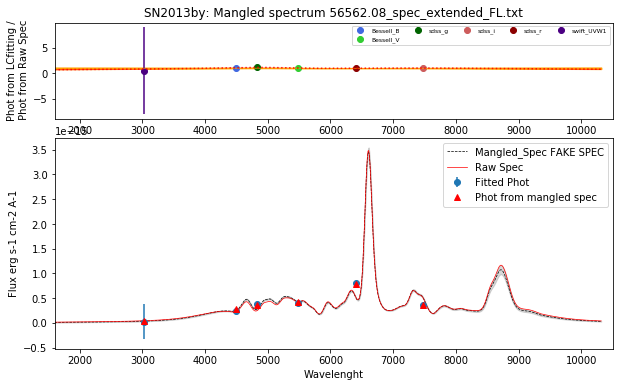 SN2013by: Mangled spectrum 56562.08_spec_extended_FL.txt
Phot from LCfitting /
Phot from Raw Spec
5
0
−5
Bessell_B
Bessell_V
sdss_g
sdss_i
sdss_r
swift_UVW1
2000 3000 4000 5000 6000 7000 8000 9000 10000
Flux erg s-1 cm-2 A-1
3.5
3.0
2.5
2.0
1.5
1.0
0.5
0.0
−0.5
Mangled_Spec FAKE SPEC
Raw Spec
Fitted Phot
Phot from mangled spec
2000 3000 4000 5000 6000 7000 8000 9000 10000
Wavelenght